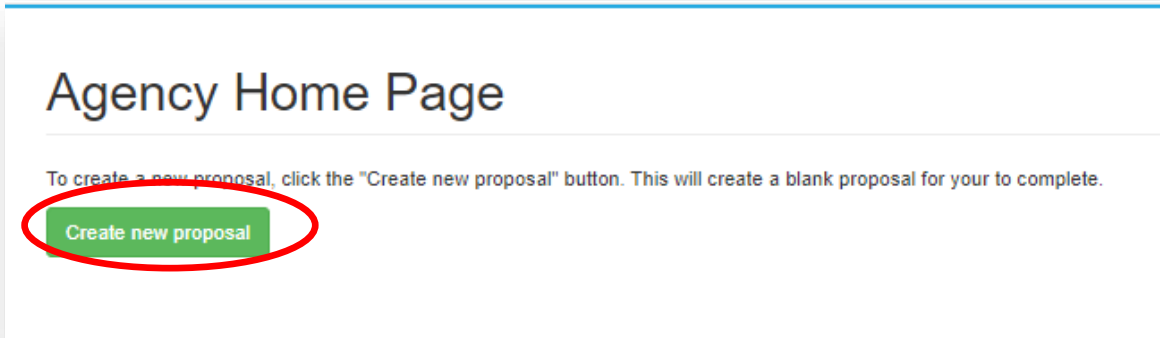 Agency Home Page
To create a new proposal, click the "Create new proposal" button. This will create a blank proposal for your to complete.
Create new proposal